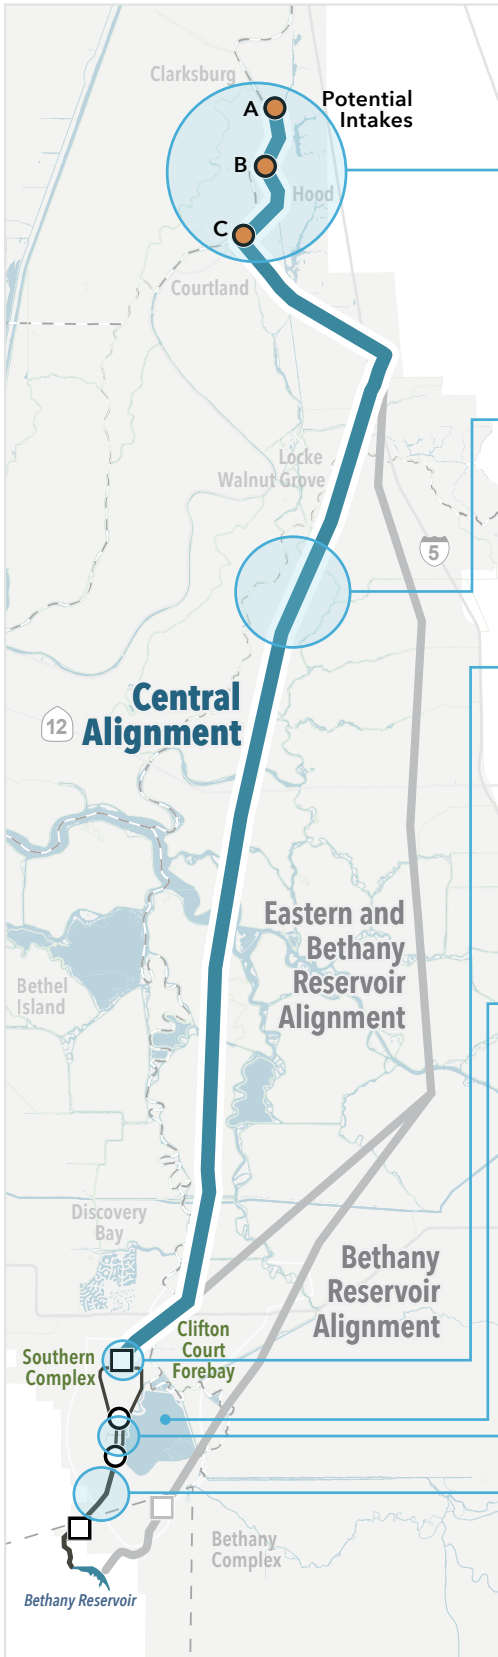 Clarksburg
A
Potential
Intakes
B
Hood
C
Courtland
Locke
Walnut Grove
5
Central
Alignment
12
Eastern and
Bethany
Reservoir
Alignment
Bethel
Island
Discovery
Bay
Bethany
Reservoir
Alignment
Clifton
Court
Forebay
Southern
Complex
Bethany
Complex
Bethany Reservoir